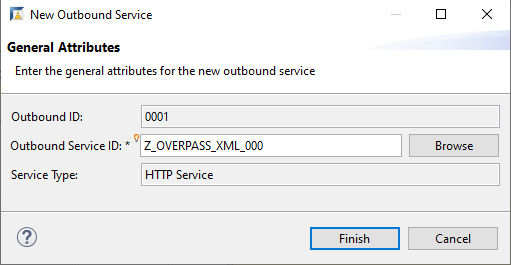 New Outbound Service
General Attributes
Enter the general attributes for the new outbound service
Outbound ID: 0001
Outbound Service ID: * Z_OVERPASS_XML_000 Browse
Service Type: HTTP Service
? Finish Cancel